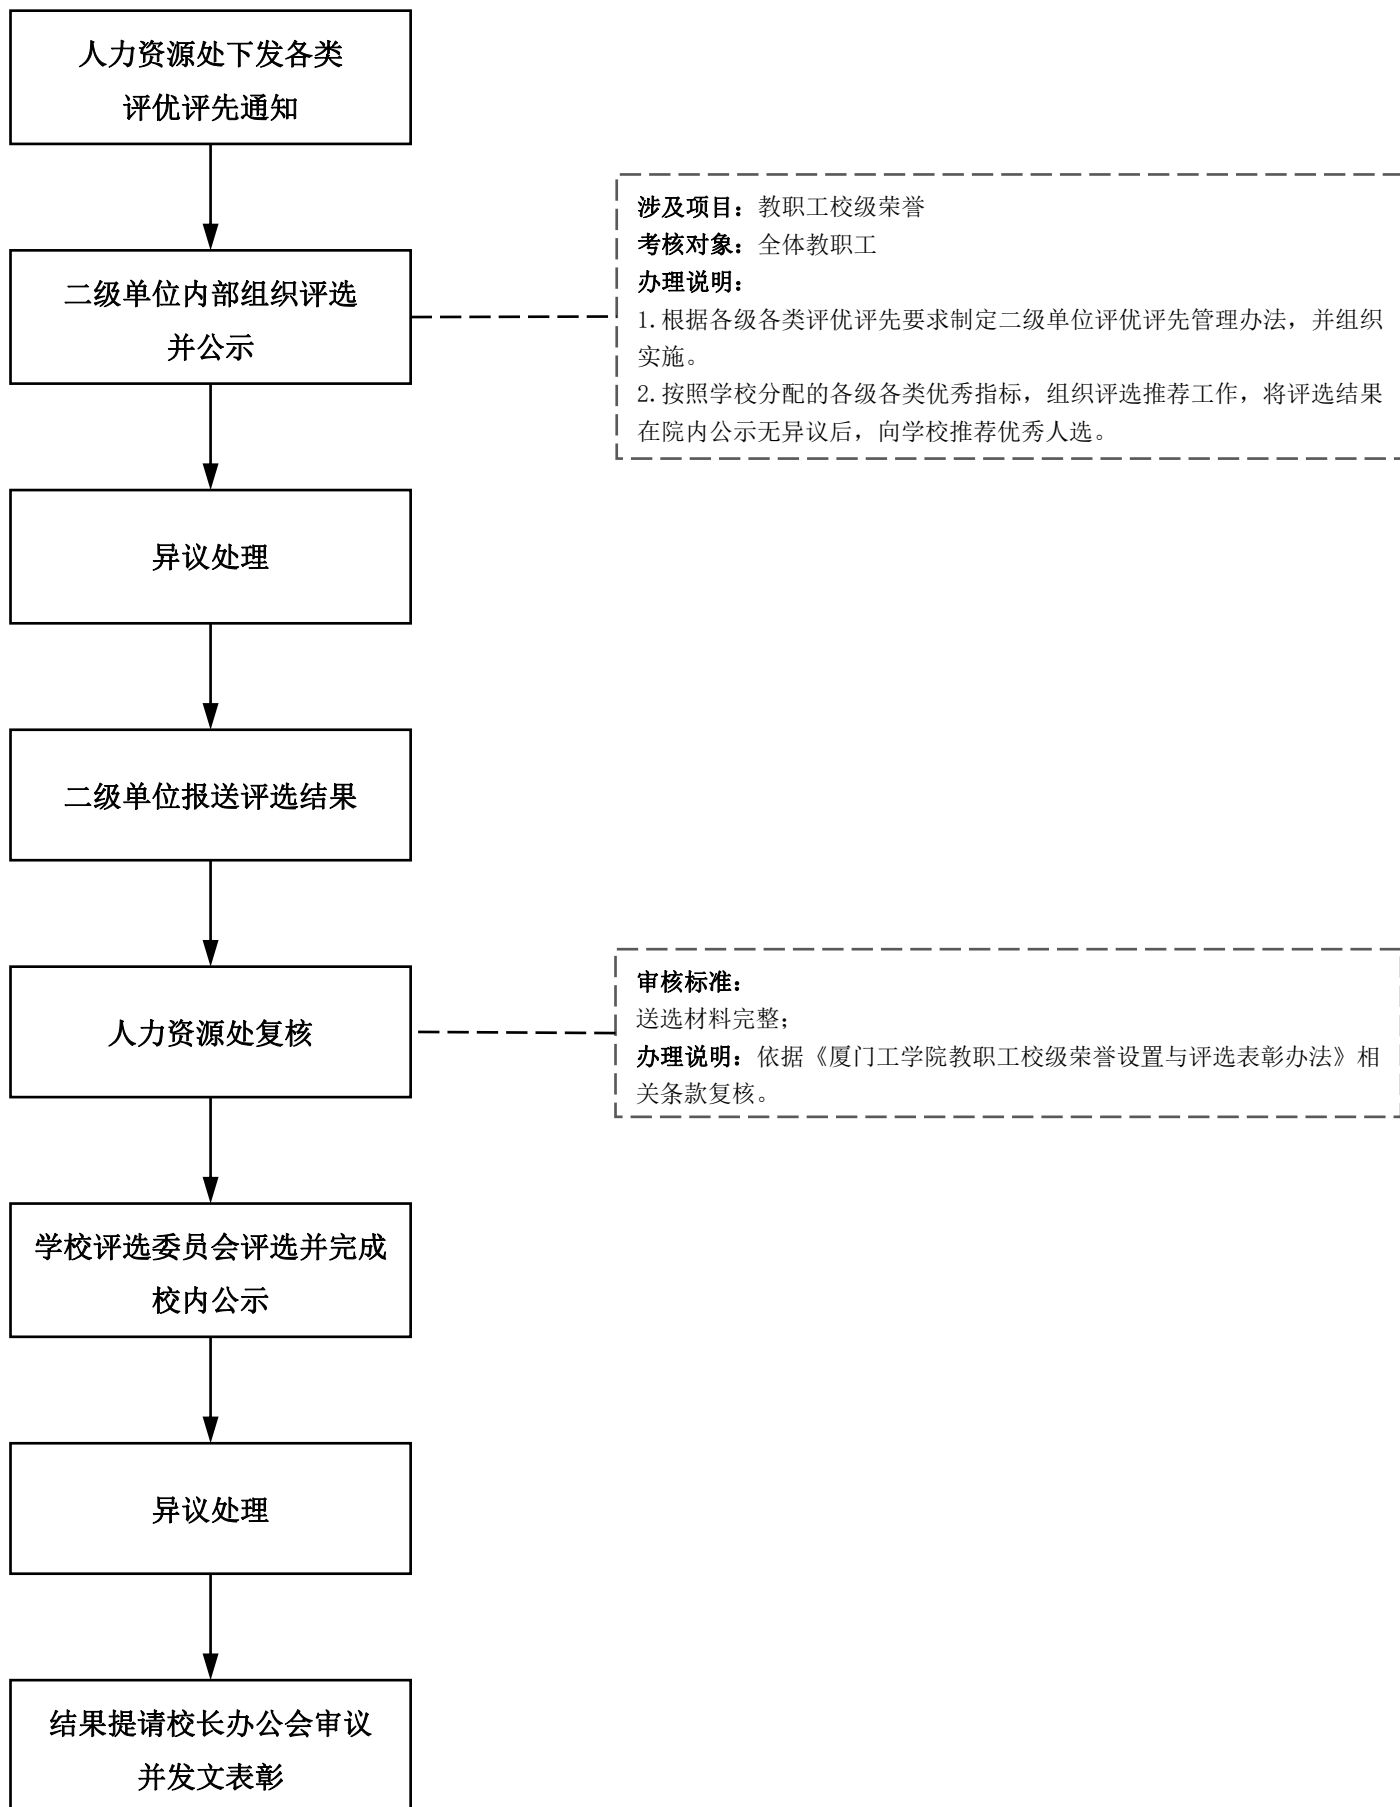 人力资源处下发各类
评优评先通知
二级单位内部组织评选
并公示
涉及项目：教职工校级荣誉
考核对象：全体教职工
办理说明：
1.根据各级各类评优评先要求制定二级单位评优评先管理办法，并组织
实施。
2.按照学校分配的各级各类优秀指标，组织评选推荐工作，将评选结果
在院内公示无异议后，向学校推荐优秀人选。
异议处理
二级单位报送评选结果
人力资源处复核
审核标准：
送选材料完整；
办理说明：依据《厦门工学院教职工校级荣誉设置与评选表彰办法》相
关条款复核。
学校评选委员会评选并完成
校内公示
异议处理
结果提请校长办公会审议
并发文表彰